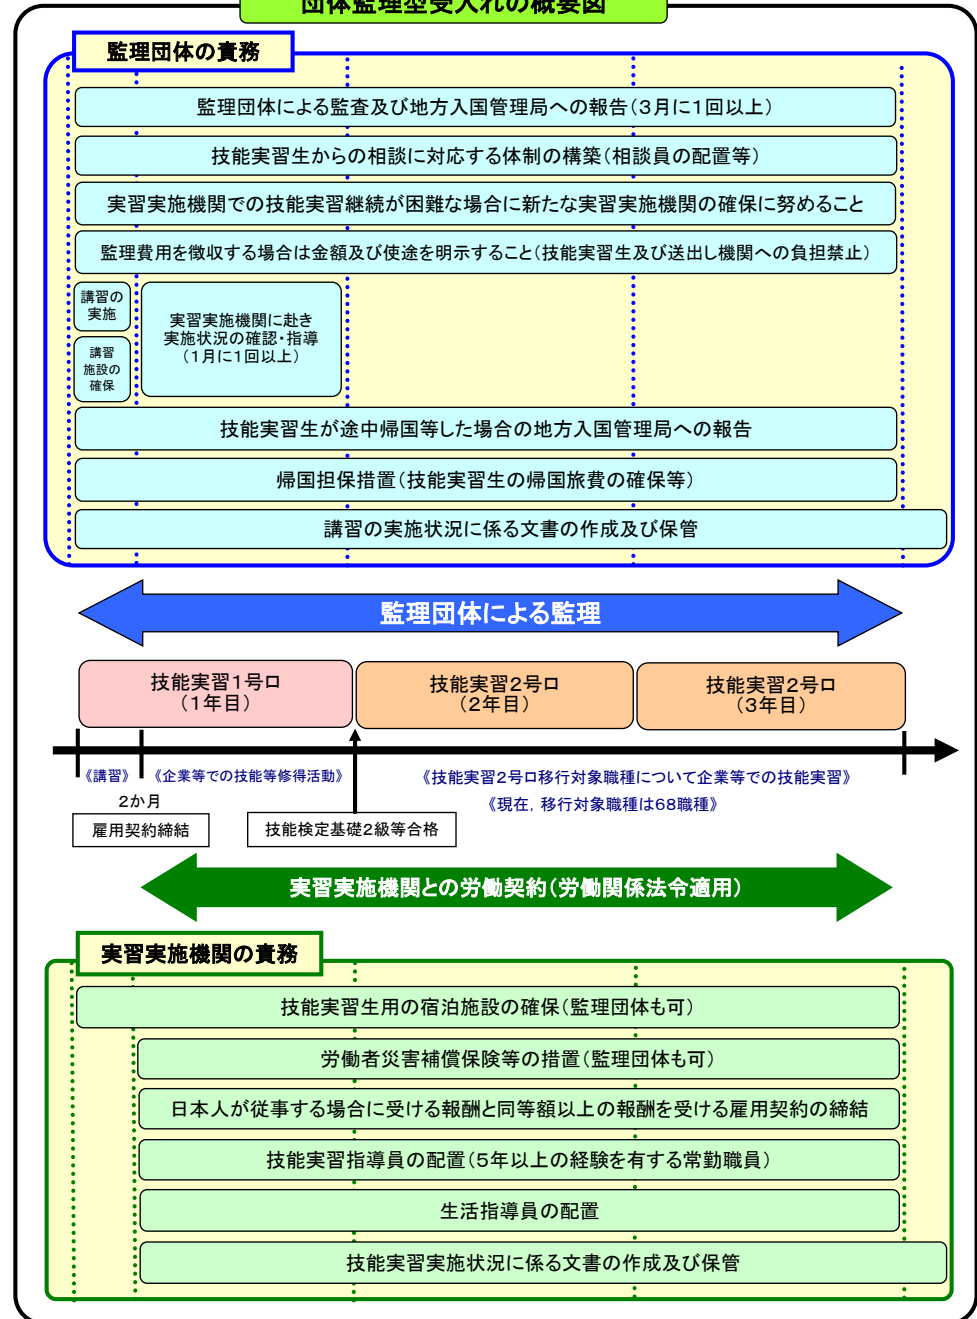 団体監理型受入れの概要図
監理団体の責務
監理団体による監査及び地方入国管理局への報告(3月に1回以上)
技能実習生からの相談に対応する体制の構築(相談員の配置等)
実習実施機関での技能実習継続が困難な場合に新たな実習実施機関の確保に努めること
監理費用を徴収する場合は金額及び使途を明示すること(技能実習生及び送出し機関への負担禁止)
講習の
実施
講習
施設の
確保
実習実施機関に赴き
実施状況の確認・指導
(1月に1回以上)
技能実習生が途中帰国等した場合の地方入国管理局への報告
帰国担保措置(技能実習生の帰国旅費の確保等)
講習の実施状況に係る文書の作成及び保管
監理団体による監理
技能実習1号ロ
(1年目)
技能実習2号ロ
(2年目)
技能実習2号ロ
(3年目)
《講習》
《企業等での技能等修得活動》
《技能実習2号ロ移行対象職種について企業等での技能実習》
2か月
《現在, 移行対象職種は68職種》
雇用契約締結
技能検定基礎2級等合格
実習実施機関との労働契約(労働関係法令適用)
実習実施機関の責務
技能実習生用の宿泊施設の確保(監理団体も可)
労働者災害補償保険等の措置(監理団体も可)
日本人が従事する場合に受ける報酬と同等額以上の報酬を受ける雇用契約の締結
技能実習指導員の配置(5年以上の経験を有する常勤職員)
生活指導員の配置
技能実習実施状況に係る文書の作成及び保管